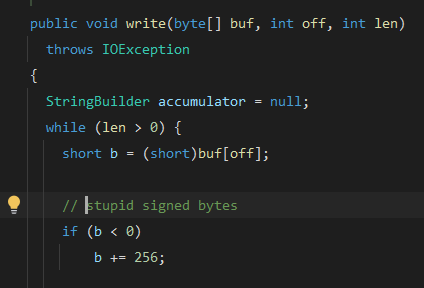 public void write(byte[] buf, int off, int len)
throws IOException
{
StringBuilder accumulator = null;
while (len > 0) {
short b = (short)buf[off];
// stupid signed bytes
if (b < 0)
b += 256;